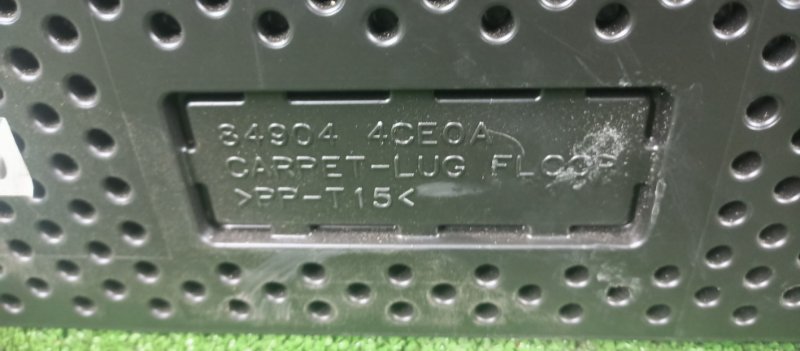 84904 4CE0A
CARPET-LUG FLOOR
>PP-T15<